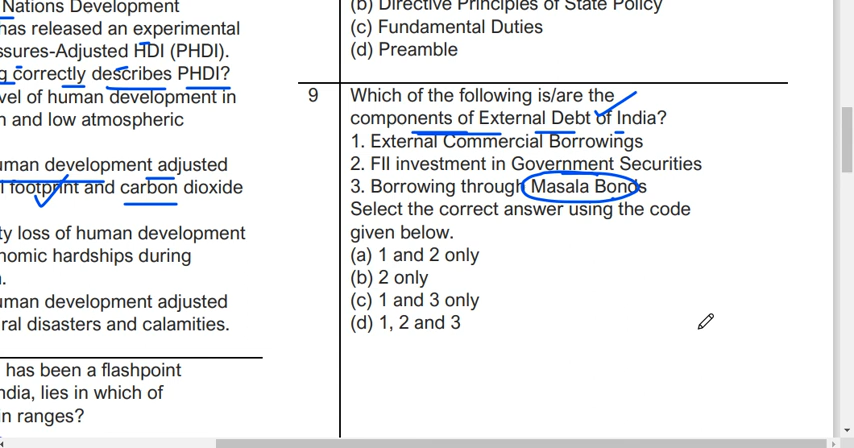 Nations Development
has released an experimental
ssures-Adjusted HDI (PHDI).
g correctly describes PHDI?
vel of human development in
n and low atmospheric
uman development adjusted
l footprint and carbon dioxide
ty loss of human development
nomic hardships during
uman development adjusted
ral disasters and calamities.
has been a flashpoint
ndia, lies in which of
in ranges?
(b) Directive Principles of State Policy
(c) Fundamental Duties
(d) Preamble
9
Which of the following is/are the
components of External Debt of India?
1. External Commercial Borrowings
2. FII investment in Government Securities
3. Borrowing through Masala Bonds
Select the correct answer using the code
given below.
(a) 1 and 2 only
(b) 2 only
(c) 1 and 3 only
(d) 1, 2 and 3